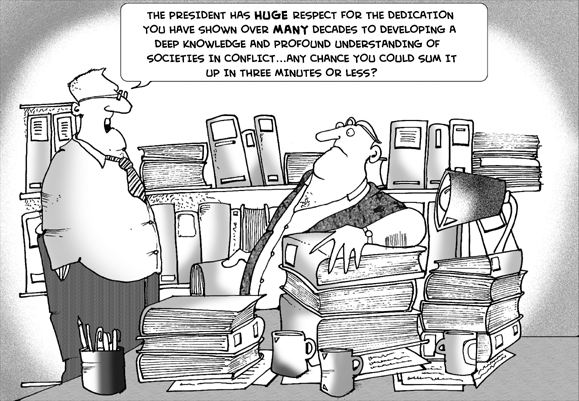 THE PRESIDENT HAS HUGE RESPECT FOR THE DEDICATION
YOU HAVE SHOWN OVER MANY DECADES TO DEVELOPING A
DEEP KNOWLEDGE AND PROFOUND UNDERSTANDING OF
SOCIETIES IN CONFLICT...ANY CHANCE YOU COULD SUM IT
UP IN THREE MINUTES OR LESS?